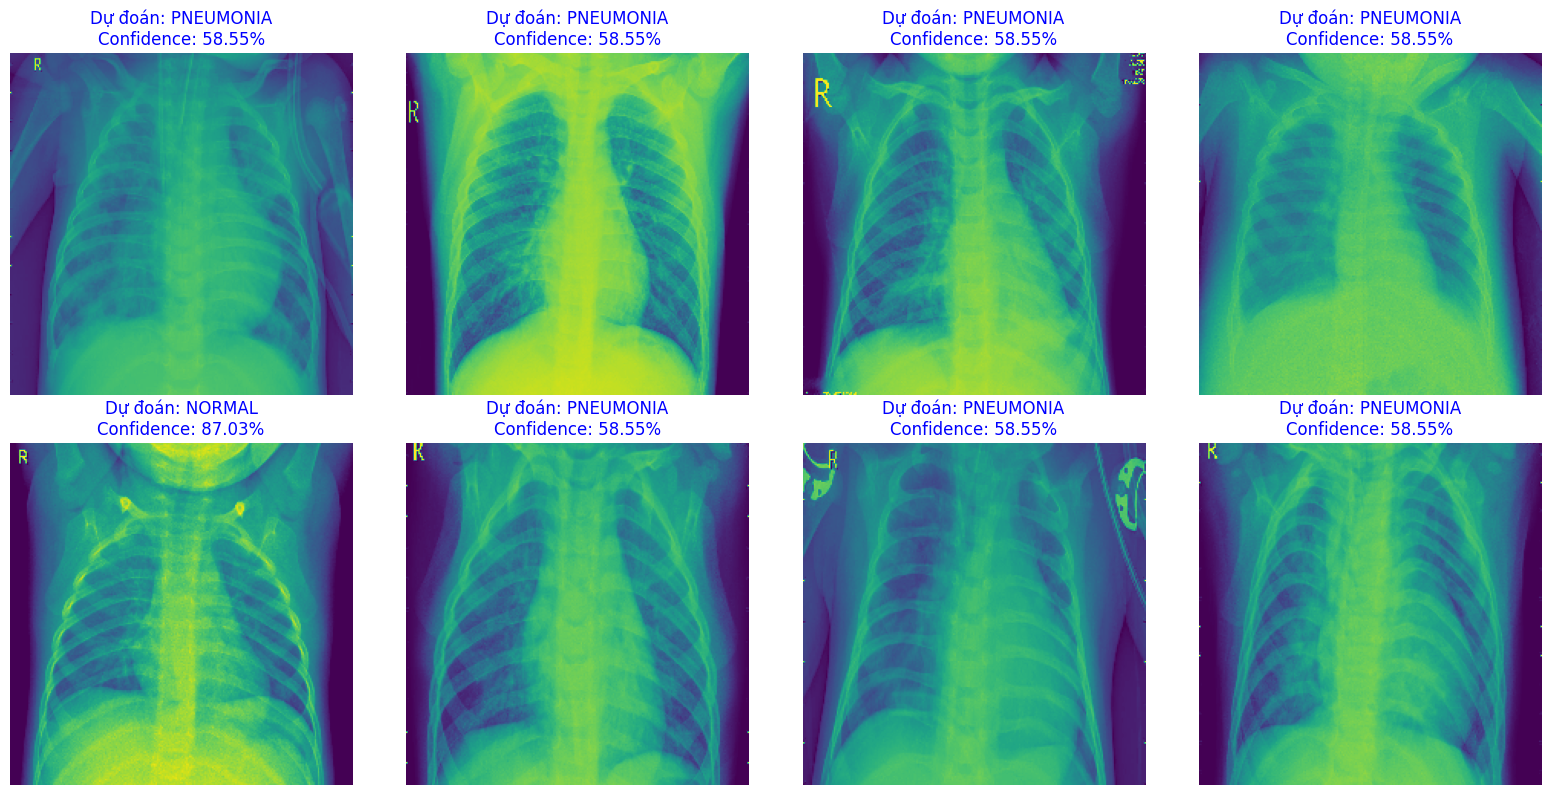 Dự đoán: PNEUMONIA
Confidence: 58.55%
Dự đoán: PNEUMONIA
Confidence: 58.55%
Dự đoán: PNEUMONIA
Confidence: 58.55%
Dự đoán: PNEUMONIA
Confidence: 58.55%
R
R
R
Dự đoán: NORMAL
Confidence: 87.03%
Dự đoán: PNEUMONIA
Confidence: 58.55%
Dự đoán: PNEUMONIA
Confidence: 58.55%
Dự đoán: PNEUMONIA
Confidence: 58.55%
R
R
R
R